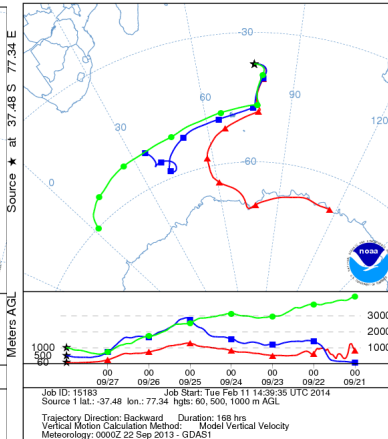 Source ★ at 37.48 S 77.34 E
-30
60
90
120
30
-60
0
noaa
Meters AGL
1000
500
60
3000
2000
1000
00 00 00 00 00 00 00
09/27 09/26 09/25 09/24 09/23 09/22 09/21
Job ID: 15183 Job Start: Tue Feb 11 14:39:35 UTC 2014
Source 1 lat.: -37.48 lon.: 77.34 hgts: 60, 500, 1000 m AGL
Trajectory Direction: Backward Duration: 168 hrs
Vertical Motion Calculation Method: Model Vertical Velocity
Meteorology: 0000Z 22 Sep 2013 - GDAS1